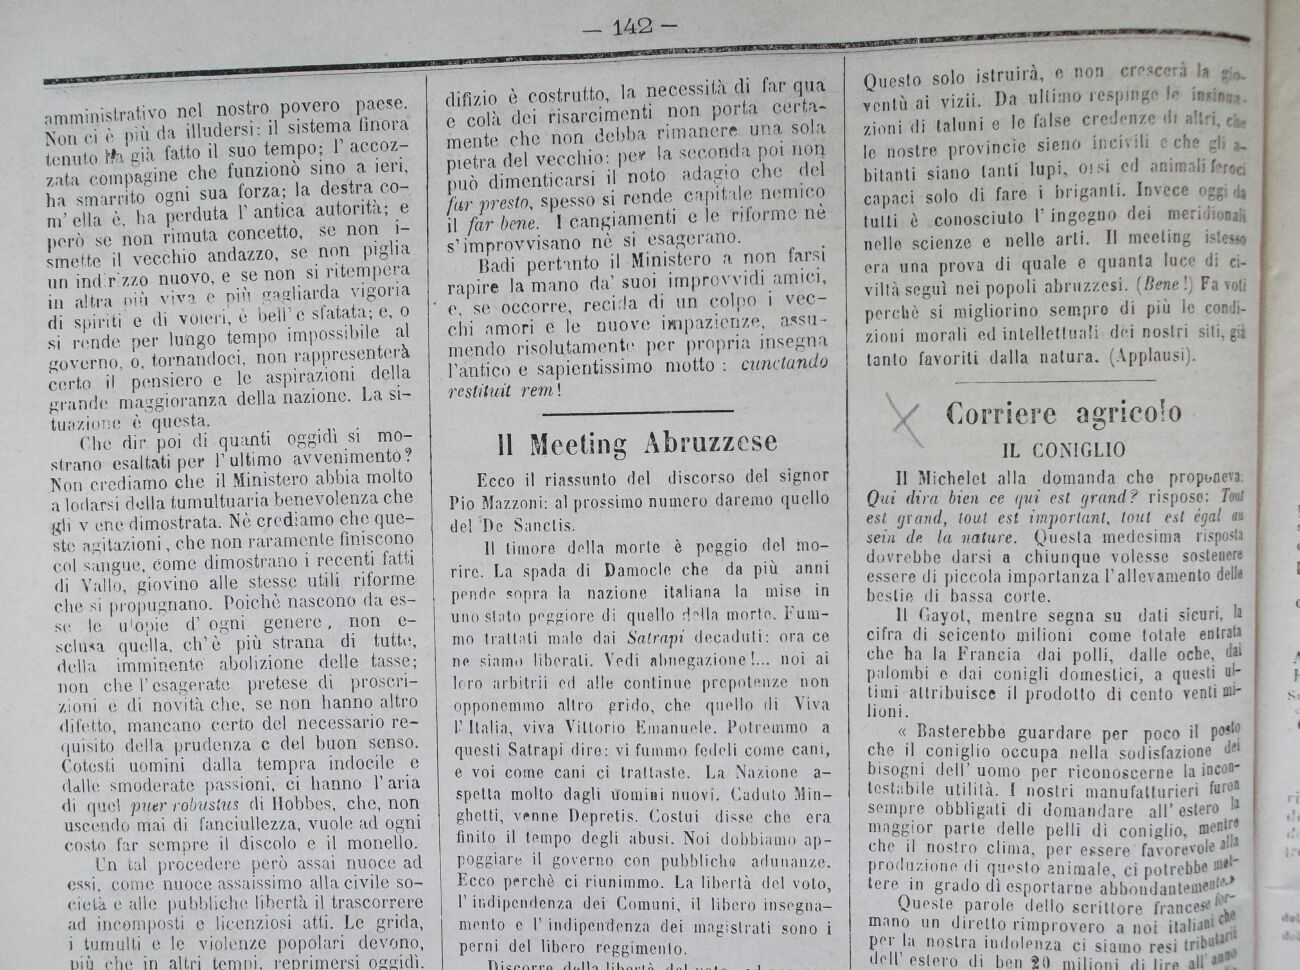 — 142 —
amministrativo nel nostro povero paese.
Non ci è più da illudersi: il sistema finora
tenuto ha già fatto il suo tempo; l'accoz-
zata compagine che funzionò sino a ieri,
ha smarrito ogni sua forza; la destra co-
m'ella è, ha perduta l'antica autorità; e
però se non rimuta concetto, se non i-
smette il vecchio andazzo, se non piglia
un indirizzo nuovo, e se non si ritempera
in altra più viva e più gagliarda vigoria
di spiriti e di voleri, è bell'e sfatata; e, o
si rende per lungo tempo impossibile al
governo, o, tornandoci, non rappresenterà
certo il pensiero e le aspirazioni della
grande maggioranza della nazione. La si-
tuazione è questa.
Che dir poi di quanti oggidì si mo-
strano esaltati per l'ultimo avvenimento?
Non crediamo che il Ministero abbia molto
a lodarsi della tumultuaria benevolenza che
gli v ene dimostrata. Nè crediamo che que-
ste agitazioni, che non raramente finiscono
col sangue, come dimostrano i recenti fatti
di Vallo, giovino alle stesse utili riforme
che si propugnano. Poichè nascono da es-
se le u'opie d'ogni genere, non e-
sclusa quella, ch'è più strana di tutte,
della imminente abolizione delle tasse;
non che l'esagerate pretese di proscri-
zioni e di novità che, se non hanno altro
difetto, mancano certo del necessario re-
quisito della prudenza e del buon senso.
Cotesti uomini dalla tempra indocile e
dalle smoderate passioni, ci hanno l'aria
di quel puer robustus di Hobbes, che, non
uscendo mai di fanciullezza, vuole ad ogni
costo far sempre il discolo e il monello.
Un tal procedere però assai nuoce ad
essi, come nuoce assaissimo alla civile so-
cietà e alle pubbliche libertà il trascorrere
ad incomposti e licenziosi atti. Le grida,
i tumulti e le violenze popolari devono,
più che in altri tempi, reprimersi oggidì.
difizio è costrutto, la necessità di far qua
e colà dei risarcimenti non porta certa-
mente che non debba rimanere una sola
pietra del vecchio: per la seconda poi non
può dimenticarsi il noto adagio che del
far presto, spesso si rende capitale nemico
il far bene. I cangiamenti e le riforme nè
s'improvvisano nè si esagerano.
Badi pertanto il Ministero a non farsi
rapire la mano da' suoi improvvidi amici,
e, se occorre, recida di un colpo i vec-
chi amori e le nuove impazienze, assu-
mendo risolutamente per propria insegna
l'antico e sapientissimo motto: cunctando
restituit rem!
Il Meeting Abruzzese
Ecco il riassunto del discorso del signor
Pio Mazzoni: al prossimo numero daremo quello
del De Sanctis.
Il timore della morte è peggio del mo-
rire. La spada di Damocle che da più anni
pende sopra la nazione italiana la mise in
uno stato peggiore di quello della morte. Fum-
mo trattati male dai Satrapi decaduti: ora ce
ne siamo liberati. Vedi abnegazione!... noi ai
loro arbitrii ed alle continue prepotenze non
opponemmo altro grido, che quello di Viva
l'Italia, viva Vittorio Emanuele. Potremmo a
questi Satrapi dire: vi fummo fedeli come cani,
e voi come cani ci trattaste. La Nazione a-
spetta molto dagli uomini nuovi. Caduto Min-
ghetti, venne Depretis. Costui disse che era
finito il tempo degli abusi. Noi dobbiamo ap-
poggiare il governo con pubbliche adunanze.
Ecco perchè ci riunimmo. La libertà del voto,
l'indipendenza dei Comuni, il libero insegna-
mento e l'indipendenza dei magistrati sono i
perni del libero reggimento.
Discorre della libertà del voto, ed
Questo solo istruirà, e non crescerà la gio-
ventù ai vizii. Da ultimo respinge le insinua-
zioni di taluni e le false credenze di altri, che
le nostre provincie sieno incivili e che gli a-
bitanti siano tanti lupi, orsi ed animali feroci
capaci solo di fare i briganti. Invece oggi da
tutti è conosciuto l'ingegno dei meridionali
nelle scienze e nelle arti. Il meeting istesso
era una prova di quale e quanta luce di ci-
viltà seguì nei popoli abruzzesi. (Bene!) Fa voti
perchè si migliorino sempre di più le condi-
zioni morali ed intellettuali dei nostri siti, già
tanto favoriti dalla natura. (Applausi).
Corriere agricolo
IL CONIGLIO
Il Michelet alla domanda che proponeva:
Qui dira bien ce qui est grand? rispose: Tout
est grand, tout est important, tout est égal au
sein de la nature. Questa medesima risposta
dovrebbe darsi a chiunque volesse sostenere
essere di piccola importanza l'allevamento delle
bestie di bassa corte.
Il Gayot, mentre segna su dati sicuri, la
cifra di seicento milioni come totale entrata
che ha la Francia dai polli, dalle oche, dai
palombi e dai conigli domestici, a questi ul-
timi attribuisce il prodotto di cento venti mi-
lioni.
« Basterebbe guardare per poco il posto
che il coniglio occupa nella sodisfazione dei
bisogni dell'uomo per riconoscerne la incon-
testabile utilità. I nostri manufatturieri furon
sempre obbligati di domandare all'estero la
maggior parte delle pelli di coniglio, mentre
che il nostro clima, per essere favorevole alla
produzione di questo animale, ci potrebbe met-
tere in grado di esportarne abbondantemente.»
Queste parole dello scrittore francese for-
mano un diretto rimprovero a noi italiani che
per la nostra indolenza ci siamo resi tributarii
dell'estero di ben 20 milioni di lire all'anno